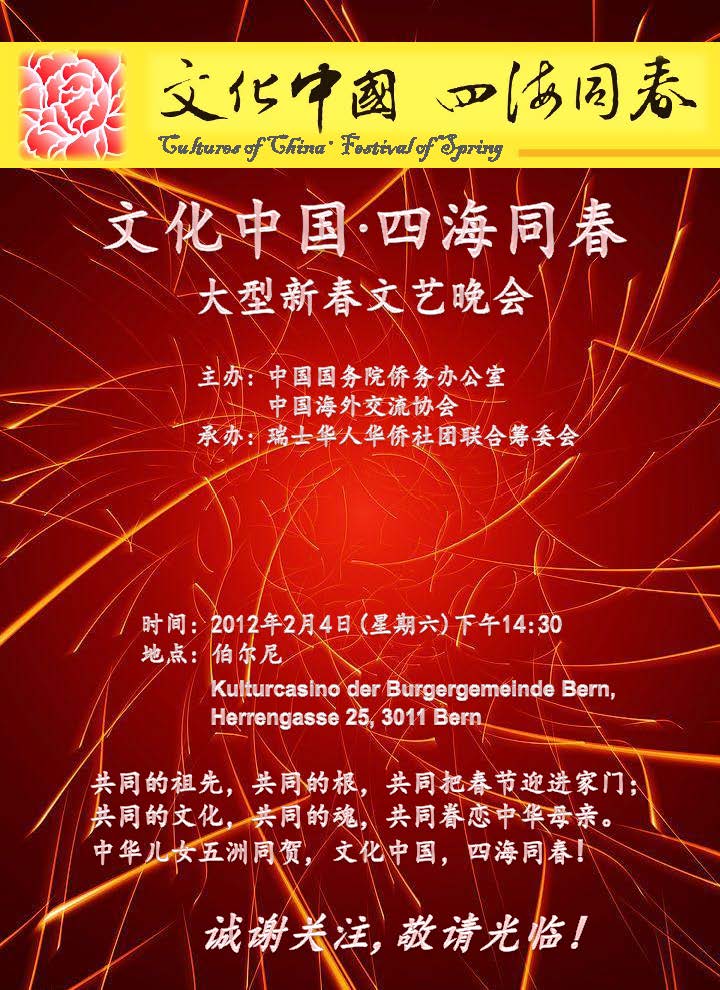 文化中國 四海同春
Cultures of China · Festival of Spring
文化中国·四海同春
大型新春文艺晚会
主办：中国国务院侨务办公室
中国海外交流协会
承办：瑞士华人华侨社团联合筹委会
时间：2012年2月4日(星期六)下午14:30
地点：伯尔尼
Kulturcasino der Burgergemeinde Bern,
Herrengasse 25, 3011 Bern
共同的祖先，共同的根，共同把春节迎进家门；
共同的文化，共同的魂，共同眷恋中华母亲。
中华儿女五洲同贺，文化中国，四海同春！
诚谢关注，敬请光临！